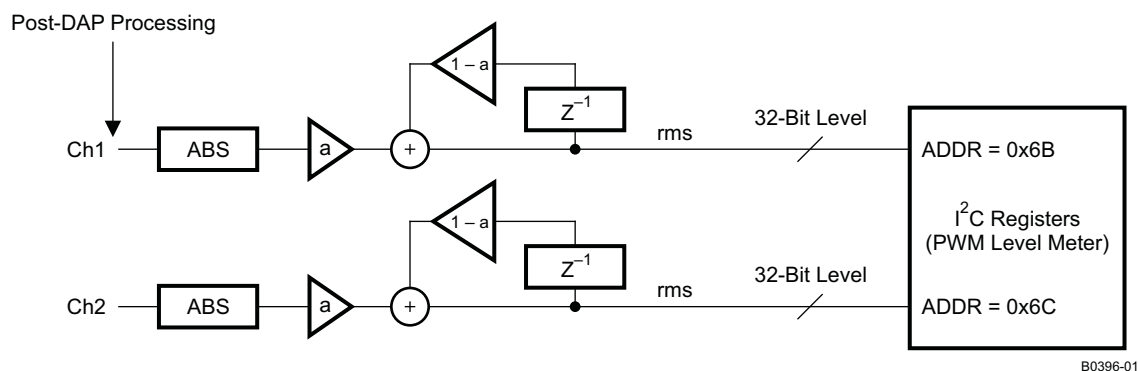 Post-DAP Processing
1 – a
Z⁻¹
Ch1
ABS
a
+
rms
32-Bit Level
ADDR = 0x6B
I²C Registers
(PWM Level Meter)
1 – a
Z⁻¹
Ch2
ABS
a
+
rms
32-Bit Level
ADDR = 0x6C
B0396-01